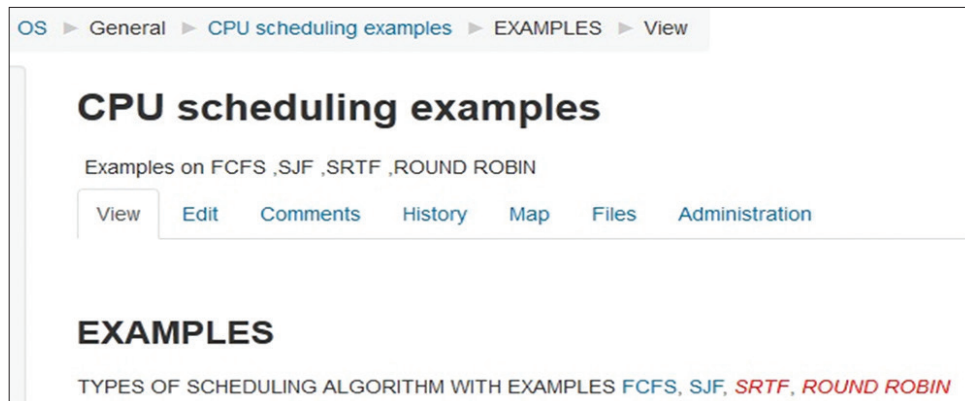 OS ► General ► CPU scheduling examples ► EXAMPLES ► View
CPU scheduling examples
Examples on FCFS ,SJF ,SRTF ,ROUND ROBIN
View Edit Comments History Map Files Administration
EXAMPLES
TYPES OF SCHEDULING ALGORITHM WITH EXAMPLES FCFS, SJF, SRTF, ROUND ROBIN